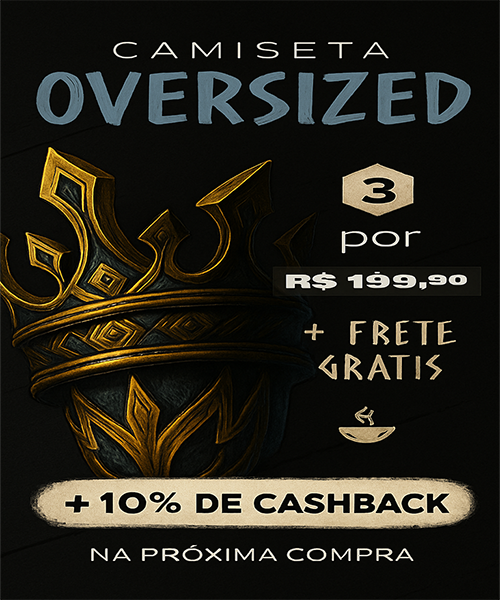 CAMISETA
OVERSIZED
3
por
R$ 199,90
+ FRETE
GRATIS
+ 10% DE CASHBACK
NA PRÓXIMA COMPRA